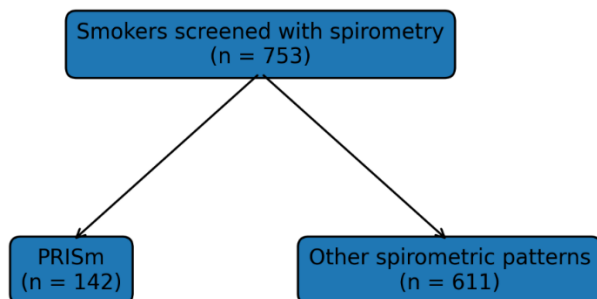 Smokers screened with spirometry
(n = 753)
PRISm
(n = 142)
Other spirometric patterns
(n = 611)